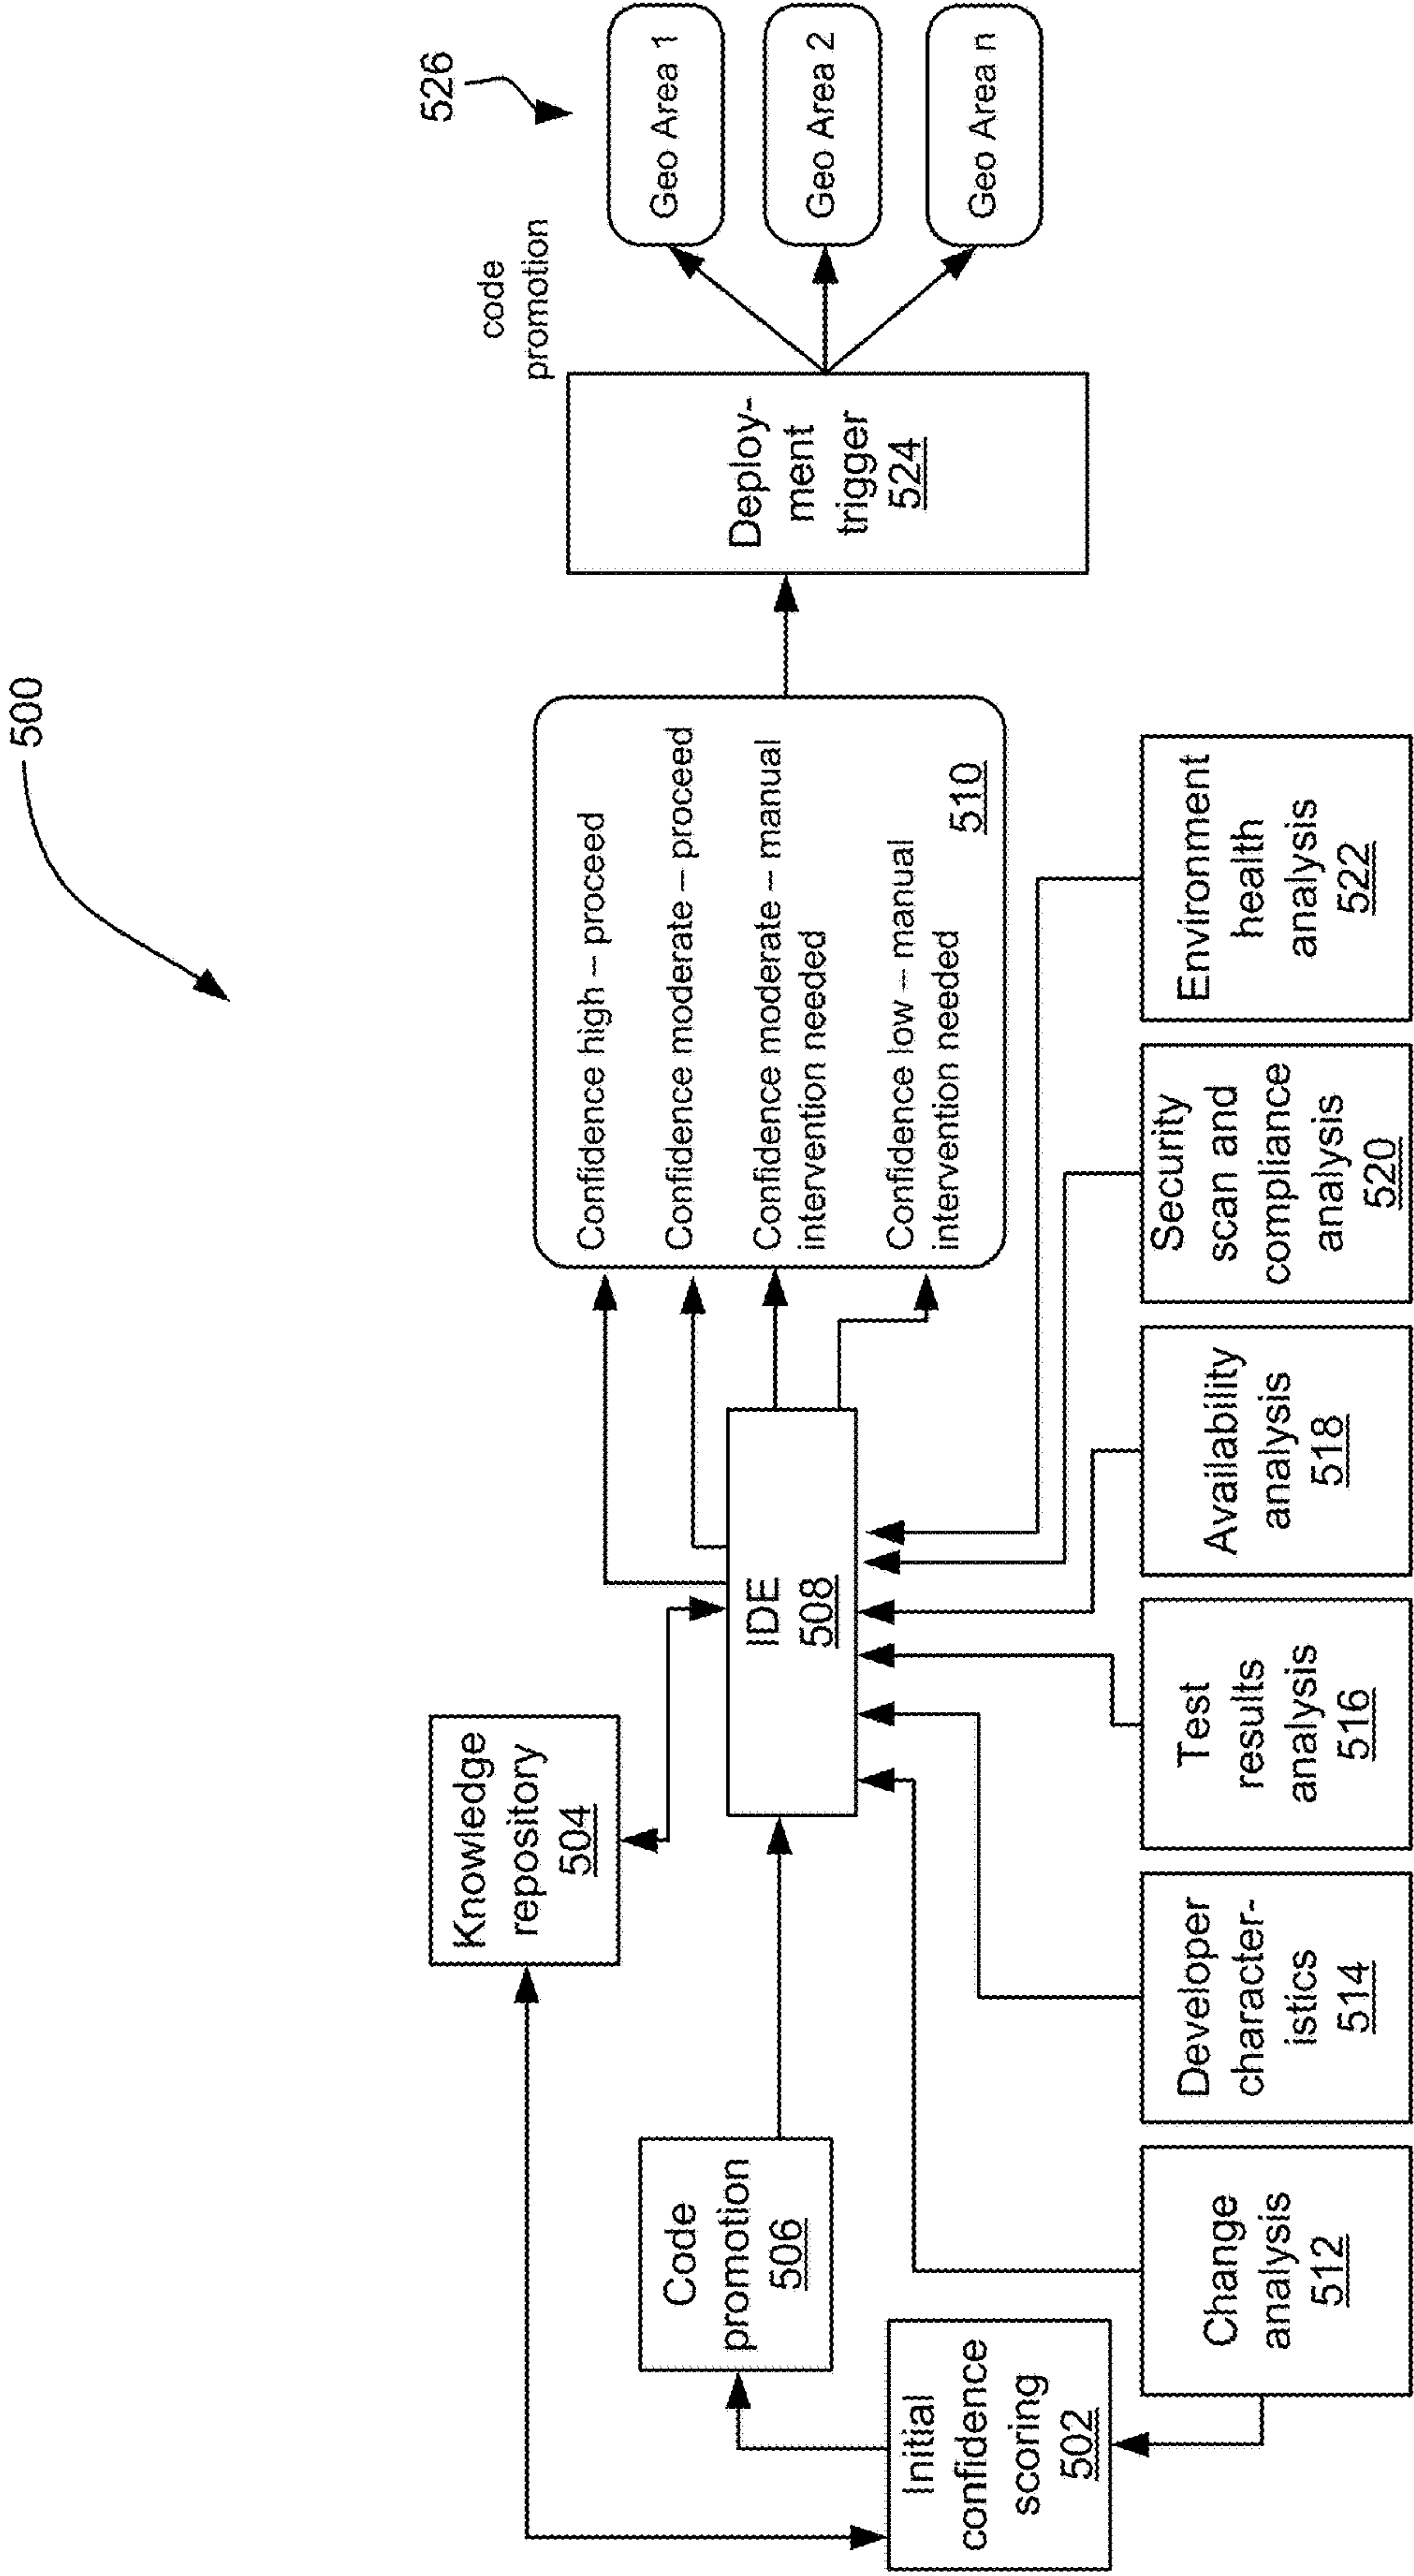 500
Knowledge
repository
504
Code
promotion
506
Initial
confidence
scoring
502
IDE
508
Confidence high – proceed
Confidence moderate – proceed
Confidence moderate – manual
intervention needed
Confidence low – manual
intervention needed
510
Deploy-
ment
trigger
524
code
promotion
526
Geo Area 1
Geo Area 2
Geo Area n
Change
analysis
512
Developer
character-
istics
514
Test
results
analysis
516
Availability
analysis
518
Security
scan and
compliance
analysis
520
Environment
health
analysis
522